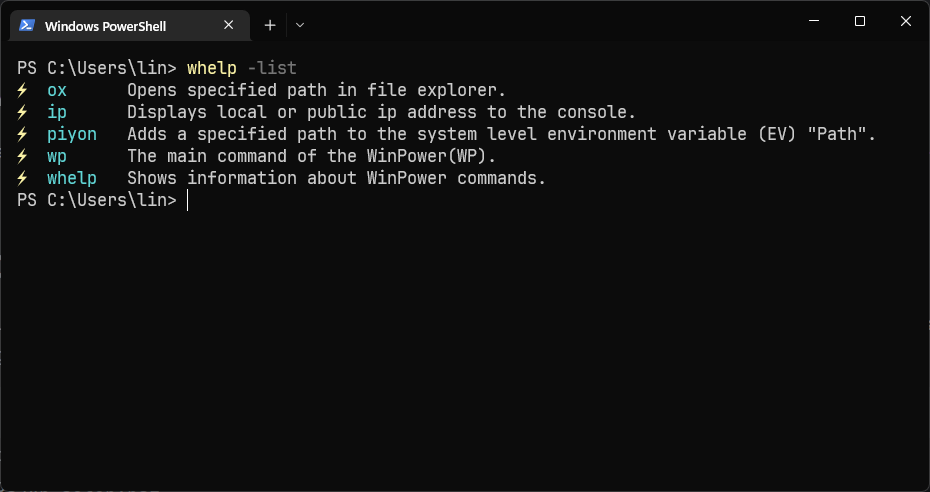 Windows PowerShell
PS C:\Users\lin> whelp -list
⚡ ox Opens specified path in file explorer.
⚡ ip Displays local or public ip address to the console.
⚡ piyon Adds a specified path to the system level environment variable (EV) "Path".
⚡ wp The main command of the WinPower(WP).
⚡ whelp Shows information about WinPower commands.
PS C:\Users\lin>